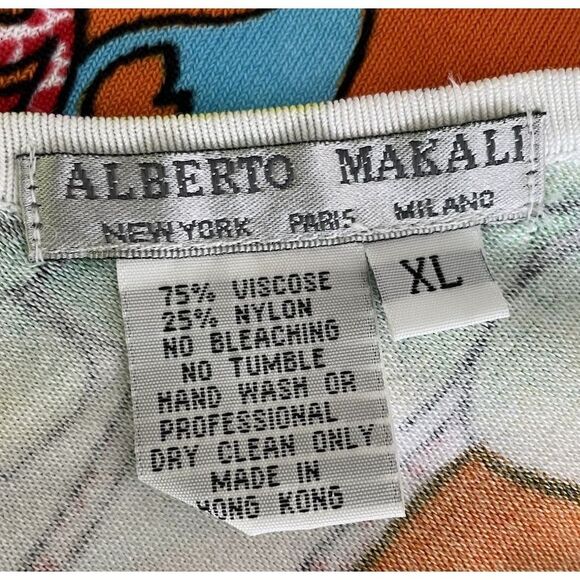 ALBERTO MAKALI
NEW YORK PARIS MILANO
XL
75% VISCOSE
25% NYLON
NO BLEACHING
NO TUMBLE
HAND WASH OR
PROFESSIONAL
DRY CLEAN ONLY
MADE IN
HONG KONG